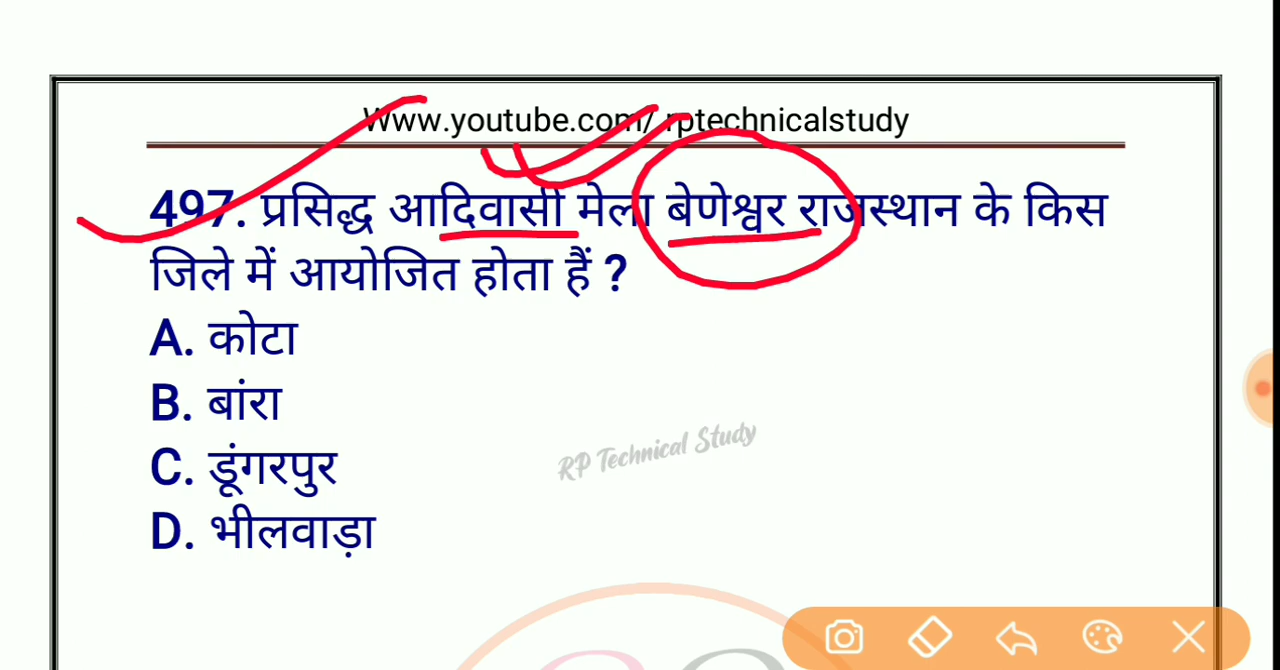 Www.youtube.com/ rptechnicalstudy
497. प्रसिद्ध आदिवासी मेला बेणेश्वर राजस्थान के किस
जिले में आयोजित होता हैं ?
A. कोटा
B. बांरा
C. डूंगरपुर
RP Technical Study
D. भीलवाड़ा